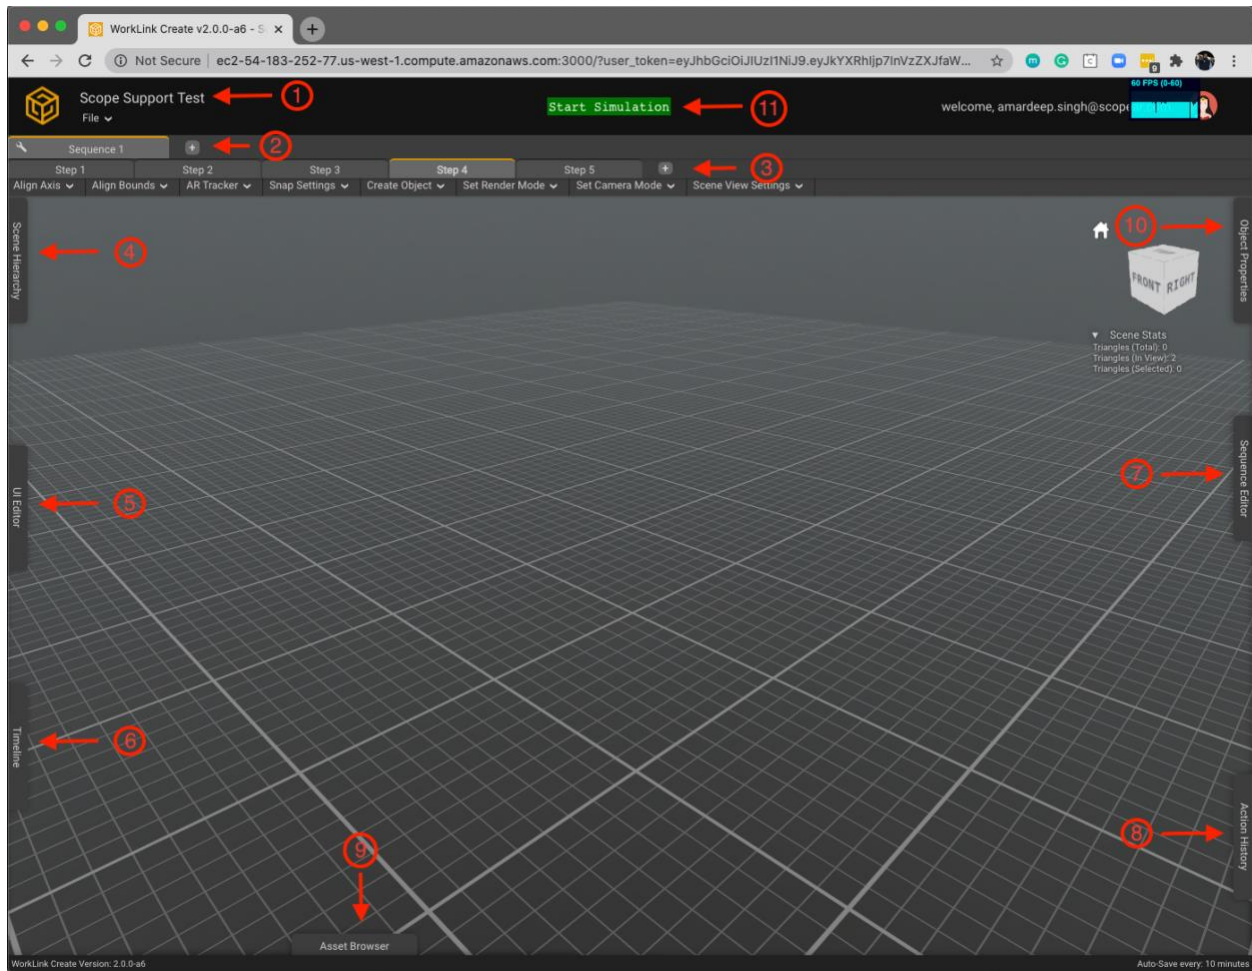 WorkLink Create v2.0.0-a6 - S
Not Secure | ec2-54-183-252-77.us-west-1.compute.amazonaws.com:3000/?user_token=eyJhbGciOiJIUzI1NiJ9.eyJkYXRhIjp7InVzZXJfaW...
9
60 FPS (0-60)
Scope Support Test
1
Start Simulation
11
welcome, amardeep.singh@scope
File
Sequence 1
2
Step 1
Step 2
Step 3
Step 4
Step 5
3
Align Axis
Align Bounds
AR Tracker
Snap Settings
Create Object
Set Render Mode
Set Camera Mode
Scene View Settings
Scene Hierarchy
4
10
Object Properties
FRONT
RIGHT
Scene Stats
Triangles (Total): 0
Triangles (In View): 2
Triangles (Selected): 0
UI Editor
5
7
Sequence Editor
Timeline
6
8
Action History
9
Asset Browser
WorkLink Create Version: 2.0.0-a6
Auto-Save every: 10 minutes